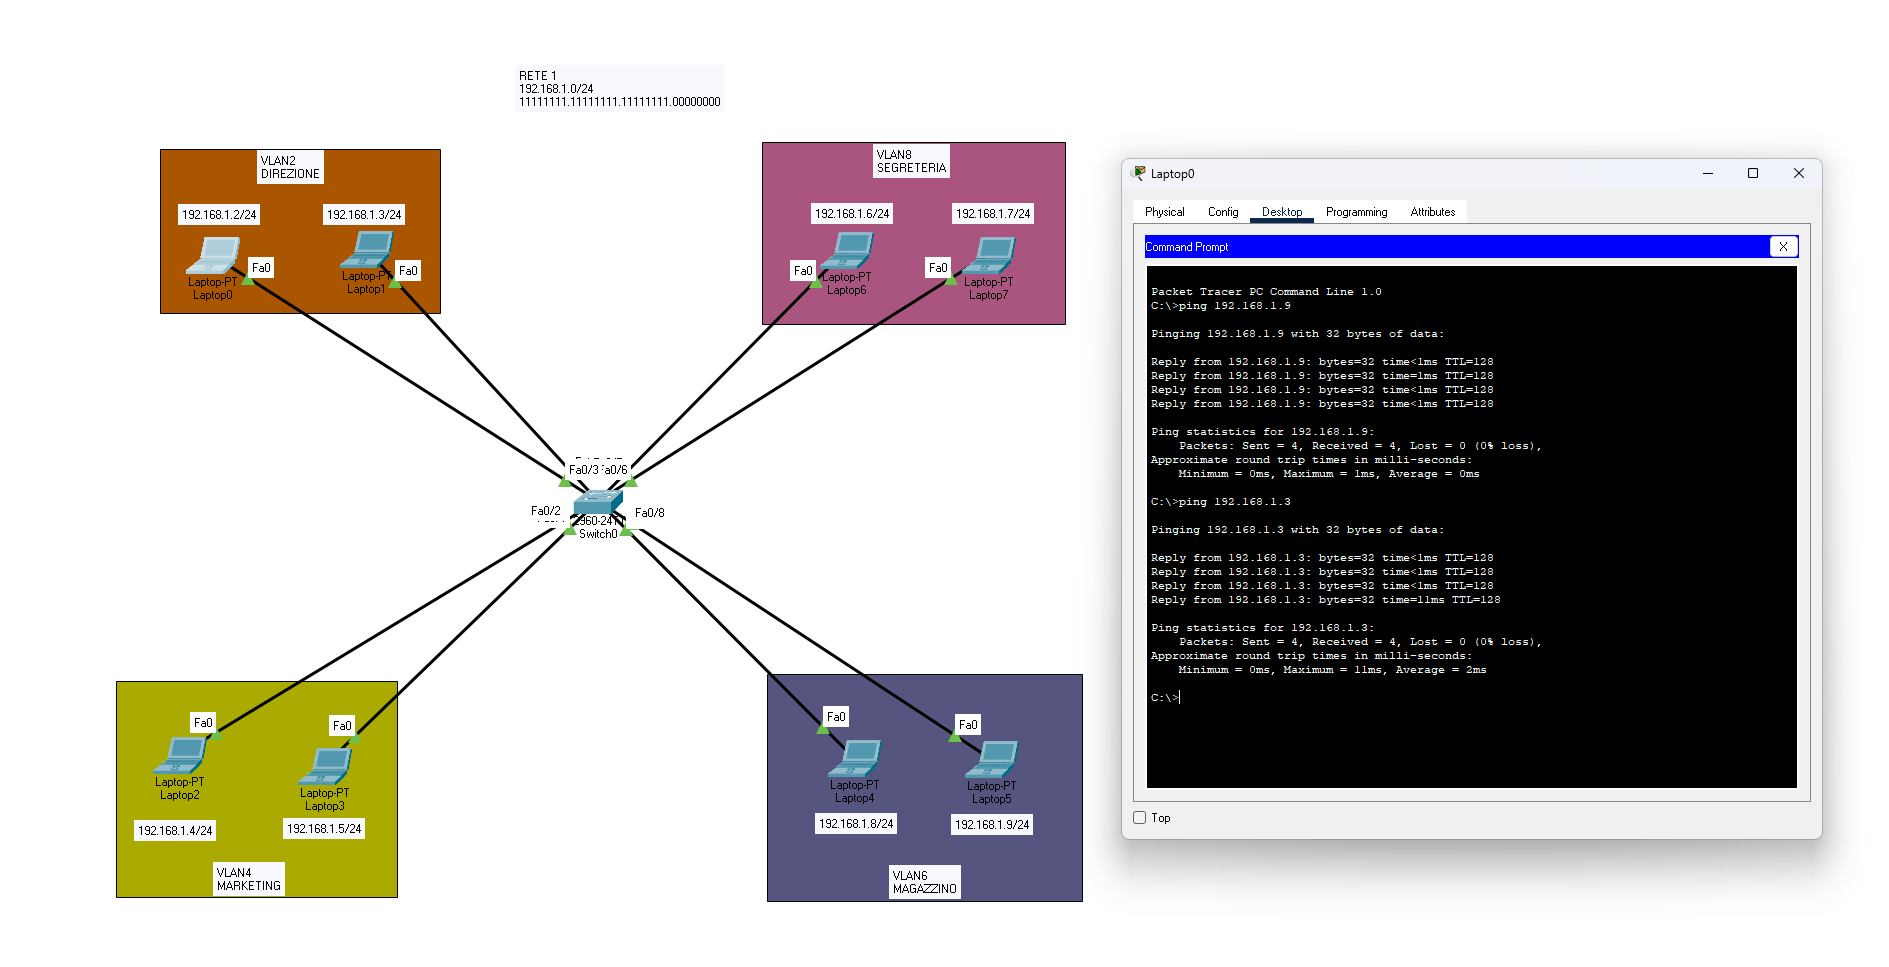 RETE 1
192.168.1.0/24
11111111.11111111.11111111.00000000
VLAN2
DIREZIONE
192.168.1.2/24
192.168.1.3/24
Fa0
Fa0
Laptop-PT
Laptop0
Laptop-PT
Laptop1
VLAN8
SEGRETERIA
192.168.1.6/24
192.168.1.7/24
Fa0
Fa0
Laptop-PT
Laptop6
Laptop-PT
Laptop7
Fa0/3
Fa0/2
Fa0/8
Switch0
Fa0
Fa0
Laptop-PT
Laptop2
Laptop-PT
Laptop3
192.168.1.4/24
192.168.1.5/24
VLAN4
MARKETING
Fa0
Fa0
Laptop-PT
Laptop4
Laptop-PT
Laptop5
192.168.1.8/24
192.168.1.9/24
VLAN6
MAGAZZINO
Laptop0
Physical Config Desktop Programming Attributes
Command Prompt
X
Packet Tracer PC Command Line 1.0
C:\>ping 192.168.1.9
Pinging 192.168.1.9 with 32 bytes of data:
Reply from 192.168.1.9: bytes=32 time<1ms TTL=128
Reply from 192.168.1.9: bytes=32 time=1ms TTL=128
Reply from 192.168.1.9: bytes=32 time<1ms TTL=128
Reply from 192.168.1.9: bytes=32 time<1ms TTL=128
Ping statistics for 192.168.1.9:
Packets: Sent = 4, Received = 4, Lost = 0 (0% loss),
Approximate round trip times in milli-seconds:
Minimum = 0ms, Maximum = 1ms, Average = 0ms
C:\>ping 192.168.1.3
Pinging 192.168.1.3 with 32 bytes of data:
Reply from 192.168.1.3: bytes=32 time<1ms TTL=128
Reply from 192.168.1.3: bytes=32 time<1ms TTL=128
Reply from 192.168.1.3: bytes=32 time<1ms TTL=128
Reply from 192.168.1.3: bytes=32 time=11ms TTL=128
Ping statistics for 192.168.1.3:
Packets: Sent = 4, Received = 4, Lost = 0 (0% loss),
Approximate round trip times in milli-seconds:
Minimum = 0ms, Maximum = 11ms, Average = 2ms
C:\>
Top